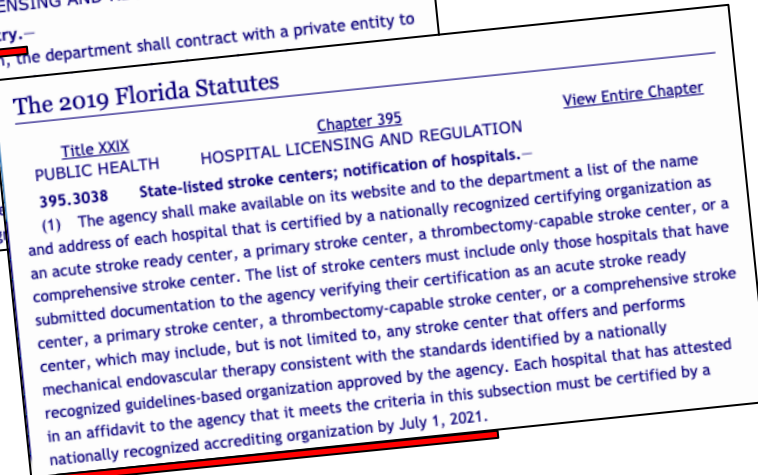 ENSING AND
ry.—
n, the department shall contract with a private entity to
The 2019 Florida Statutes
Title XXIX Chapter 395 View Entire Chapter
PUBLIC HEALTH HOSPITAL LICENSING AND REGULATION
395.3038 State-listed stroke centers; notification of hospitals.—
(1) The agency shall make available on its website and to the department a list of the name
and address of each hospital that is certified by a nationally recognized certifying organization as
an acute stroke ready center, a primary stroke center, a thrombectomy-capable stroke center, or a
comprehensive stroke center. The list of stroke centers must include only those hospitals that have
submitted documentation to the agency verifying their certification as an acute stroke ready
center, a primary stroke center, a thrombectomy-capable stroke center, or a comprehensive stroke
center, which may include, but is not limited to, any stroke center that offers and performs
mechanical endovascular therapy consistent with the standards identified by a nationally
recognized guidelines-based organization approved by the agency. Each hospital that has attested
in an affidavit to the agency that it meets the criteria in this subsection must be certified by a
nationally recognized accrediting organization by July 1, 2021.